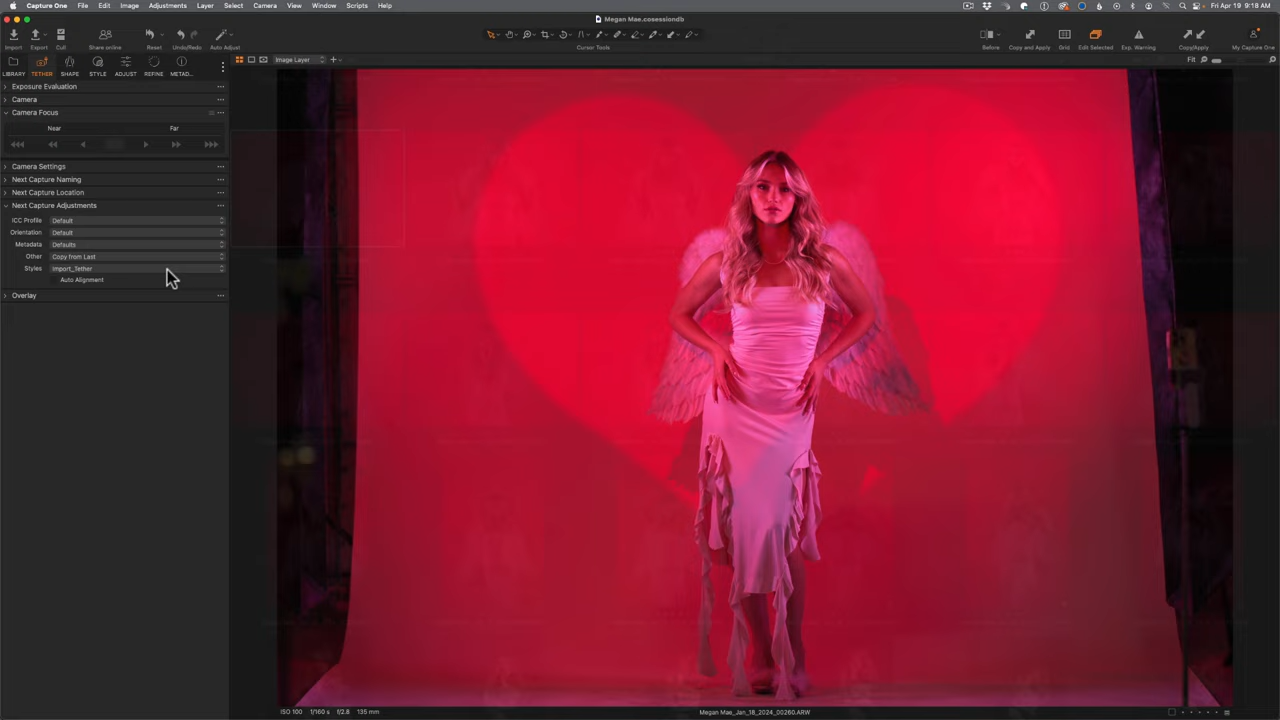 Capture One File Edit Image Adjustments Layer Select Camera View Window Scripts Help
Fri Apr 19 9:18 AM
Megan Mae.cosessiondb
Import Export Cull Share online Reset Undo/Redo Auto Adjust
Cursor Tools
Before Copy and Apply Grid Edit Selected Exp. Warning Copy/Apply My Capture One
LIBRARY TETHER SHAPE STYLE ADJUST REFINE METAD...
Image Layer
Fit
Exposure Evaluation
Camera
Camera Focus
Near Far
Camera Settings
Next Capture Naming
Next Capture Location
Next Capture Adjustments
ICC Profile Default
Orientation Default
Metadata Defaults
Other Copy from Last
Styles Import_Tether
Auto Alignment
Overlay
ISO 100 1/160 s f/2.8 135 mm
Megan Mae_Jan_18_2024_00260.ARW